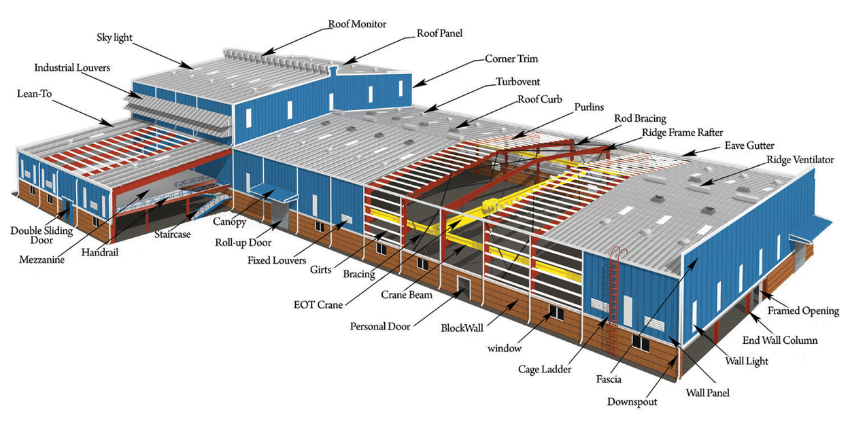 Roof Monitor
Roof Panel
Sky light
Corner Trim
Industrial Louvers
Turbovent
Lean-To
Roof Curb
Purlins
Rod Bracing
Ridge Frame Rafter
Eave Gutter
Ridge Ventilator
Double Sliding
Door
Mezzanine
Handrail
Staircase
Canopy
Roll-up Door
Fixed Louvers
Girts
Bracing
EOT Crane
Crane Beam
Personal Door
BlockWall
window
Cage Ladder
Fascia
Downspout
Wall Panel
Wall Light
End Wall Column
Framed Opening